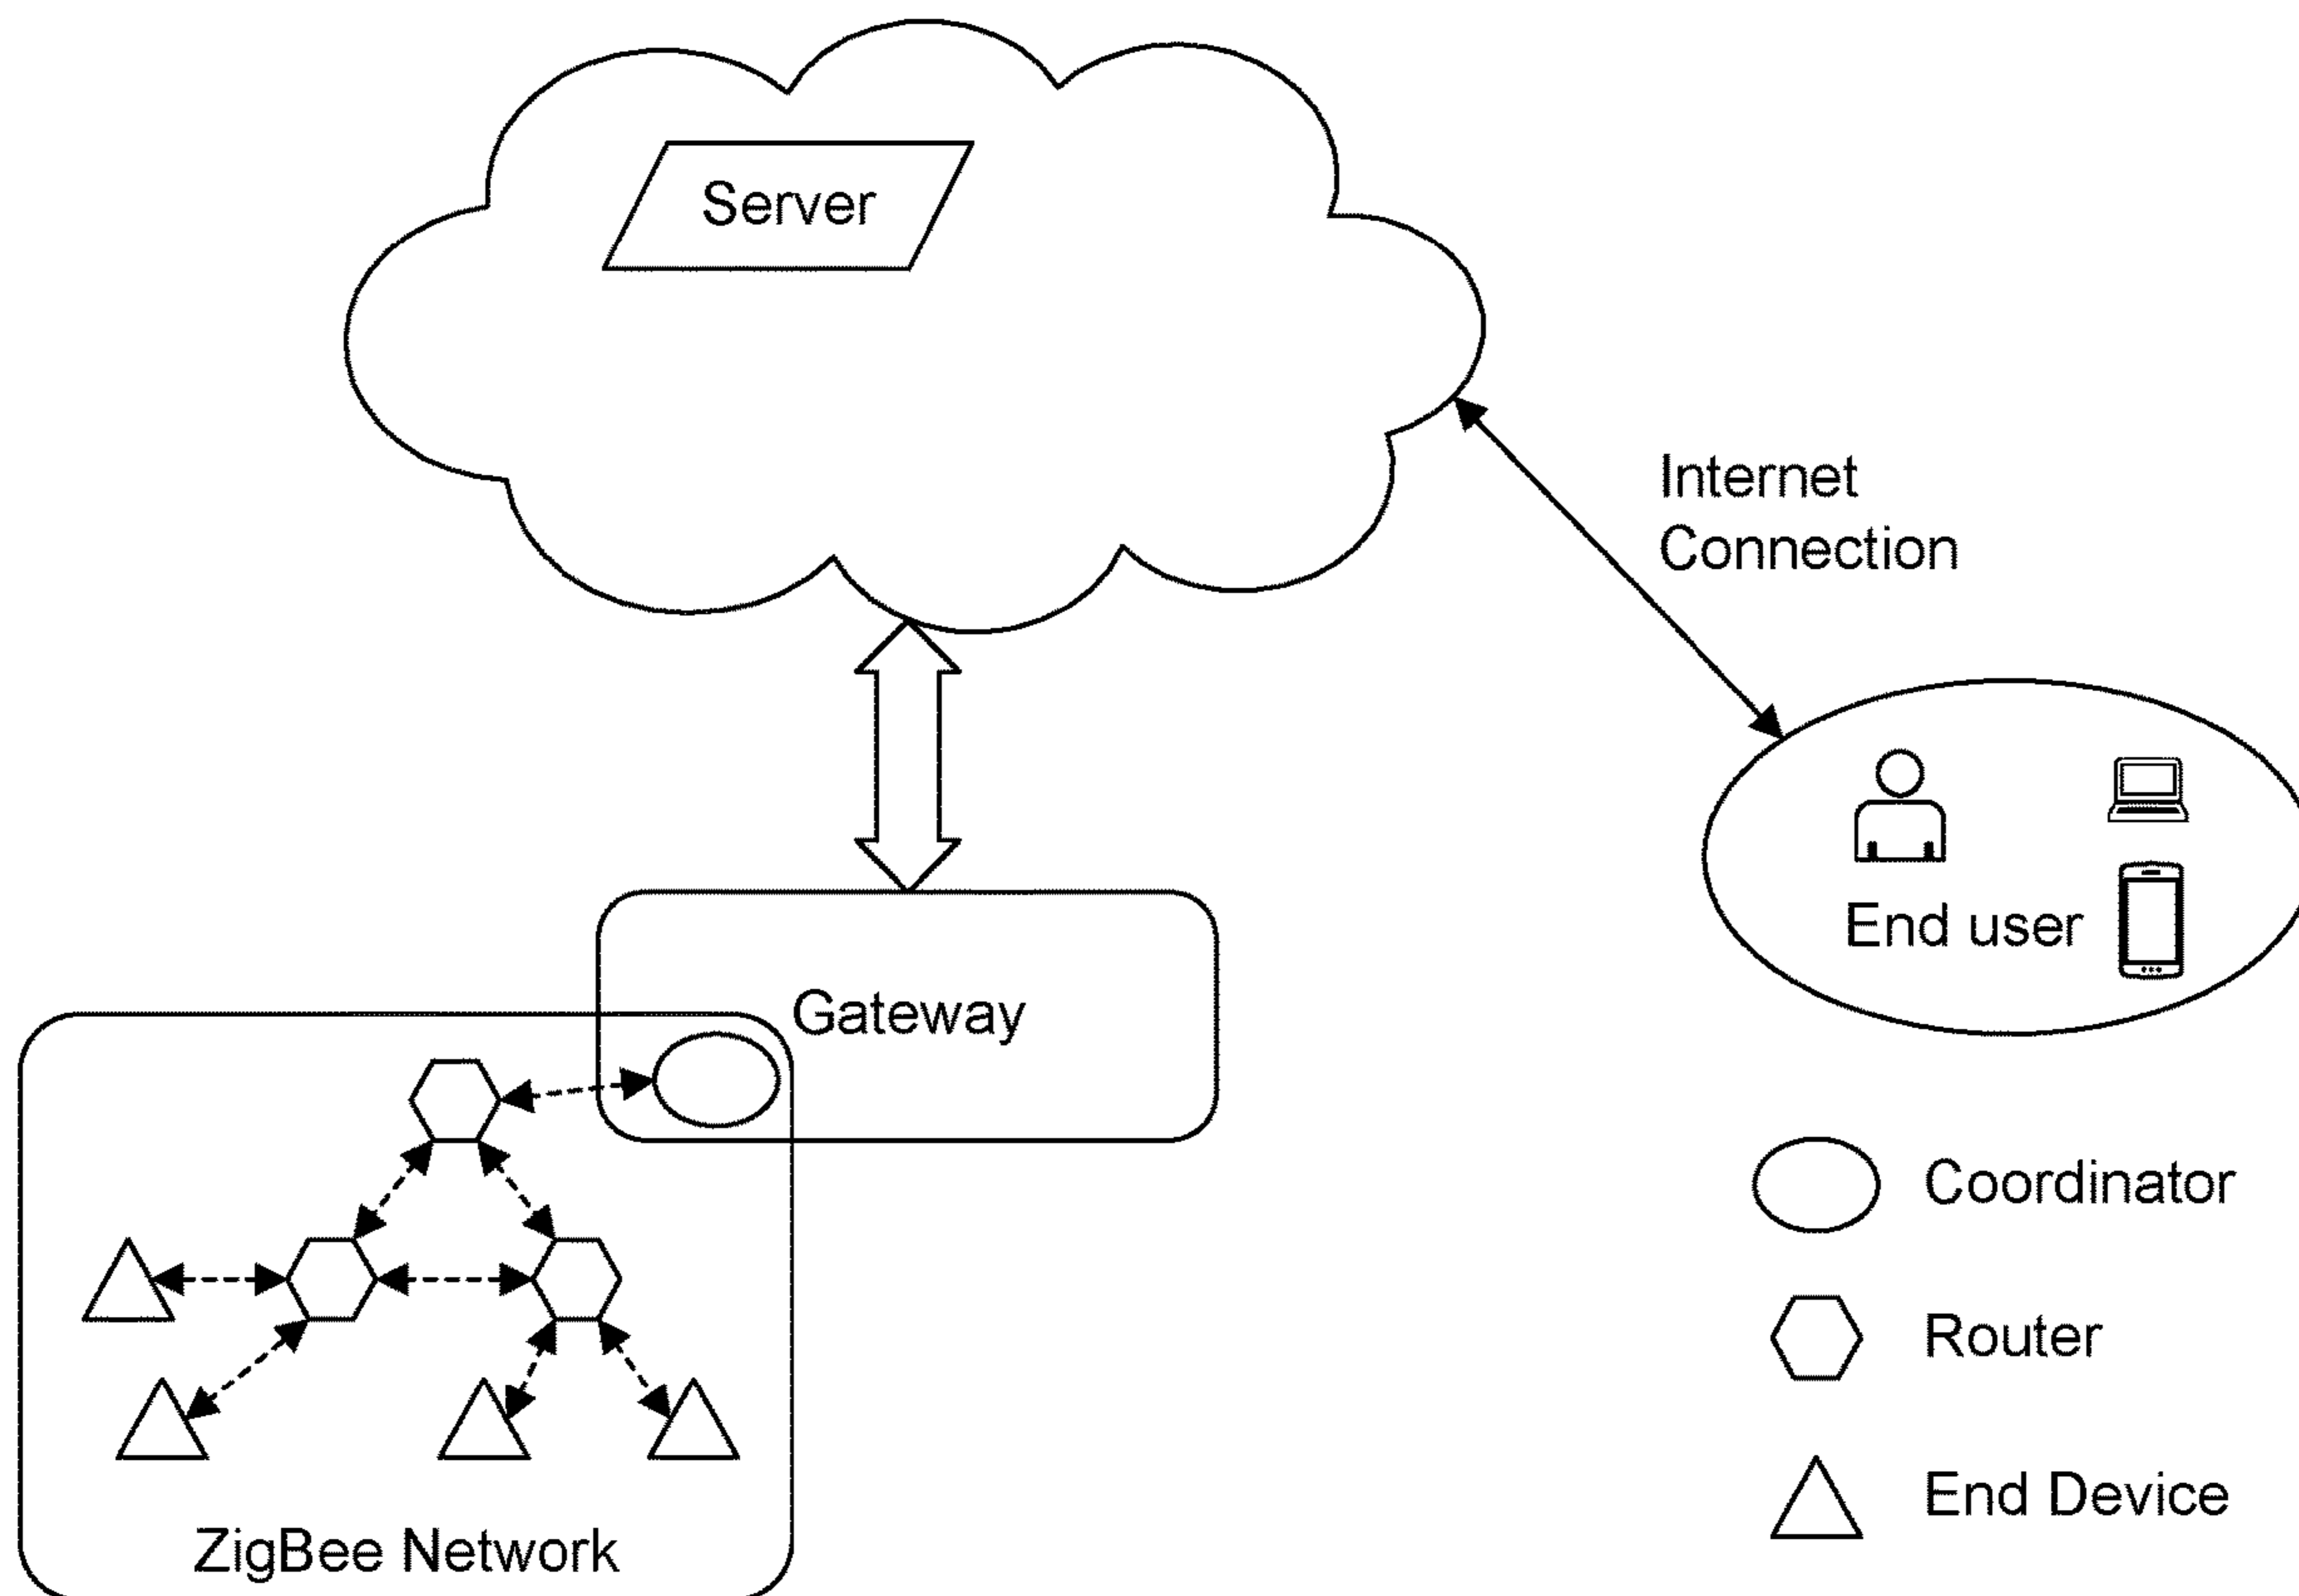 Server
Internet
Connection
End user
Gateway
Coordinator
Router
End Device
ZigBee Network